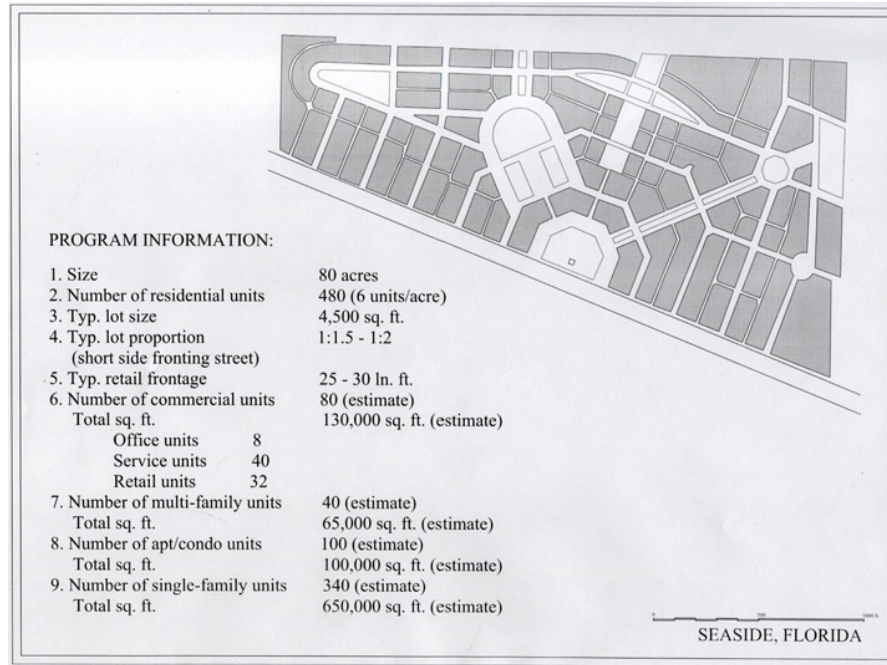 PROGRAM INFORMATION:
1. Size 80 acres
2. Number of residential units 480 (6 units/acre)
3. Typ. lot size 4,500 sq. ft.
4. Typ. lot proportion 1:1.5 - 1:2
(short side fronting street)
5. Typ. retail frontage 25 - 30 ln. ft.
6. Number of commercial units 80 (estimate)
Total sq. ft. 130,000 sq. ft. (estimate)
Office units 8
Service units 40
Retail units 32
7. Number of multi-family units 40 (estimate)
Total sq. ft. 65,000 sq. ft. (estimate)
8. Number of apt/condo units 100 (estimate)
Total sq. ft. 100,000 sq. ft. (estimate)
9. Number of single-family units 340 (estimate)
Total sq. ft. 650,000 sq. ft. (estimate)
SEASIDE, FLORIDA